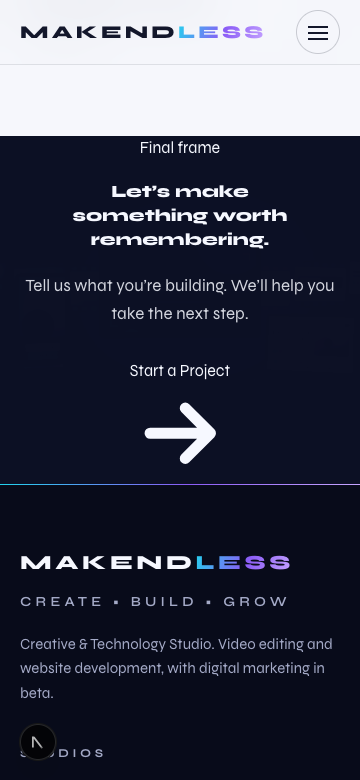 MAKENDLESS
Final frame
Let's make
something worth
remembering.
Tell us what you're building. We'll help you
take the next step.
Start a Project
MAKENDLESS
CREATE ▪ BUILD ▪ GROW
Creative & Technology Studio. Video editing and
website development, with digital marketing in
beta.